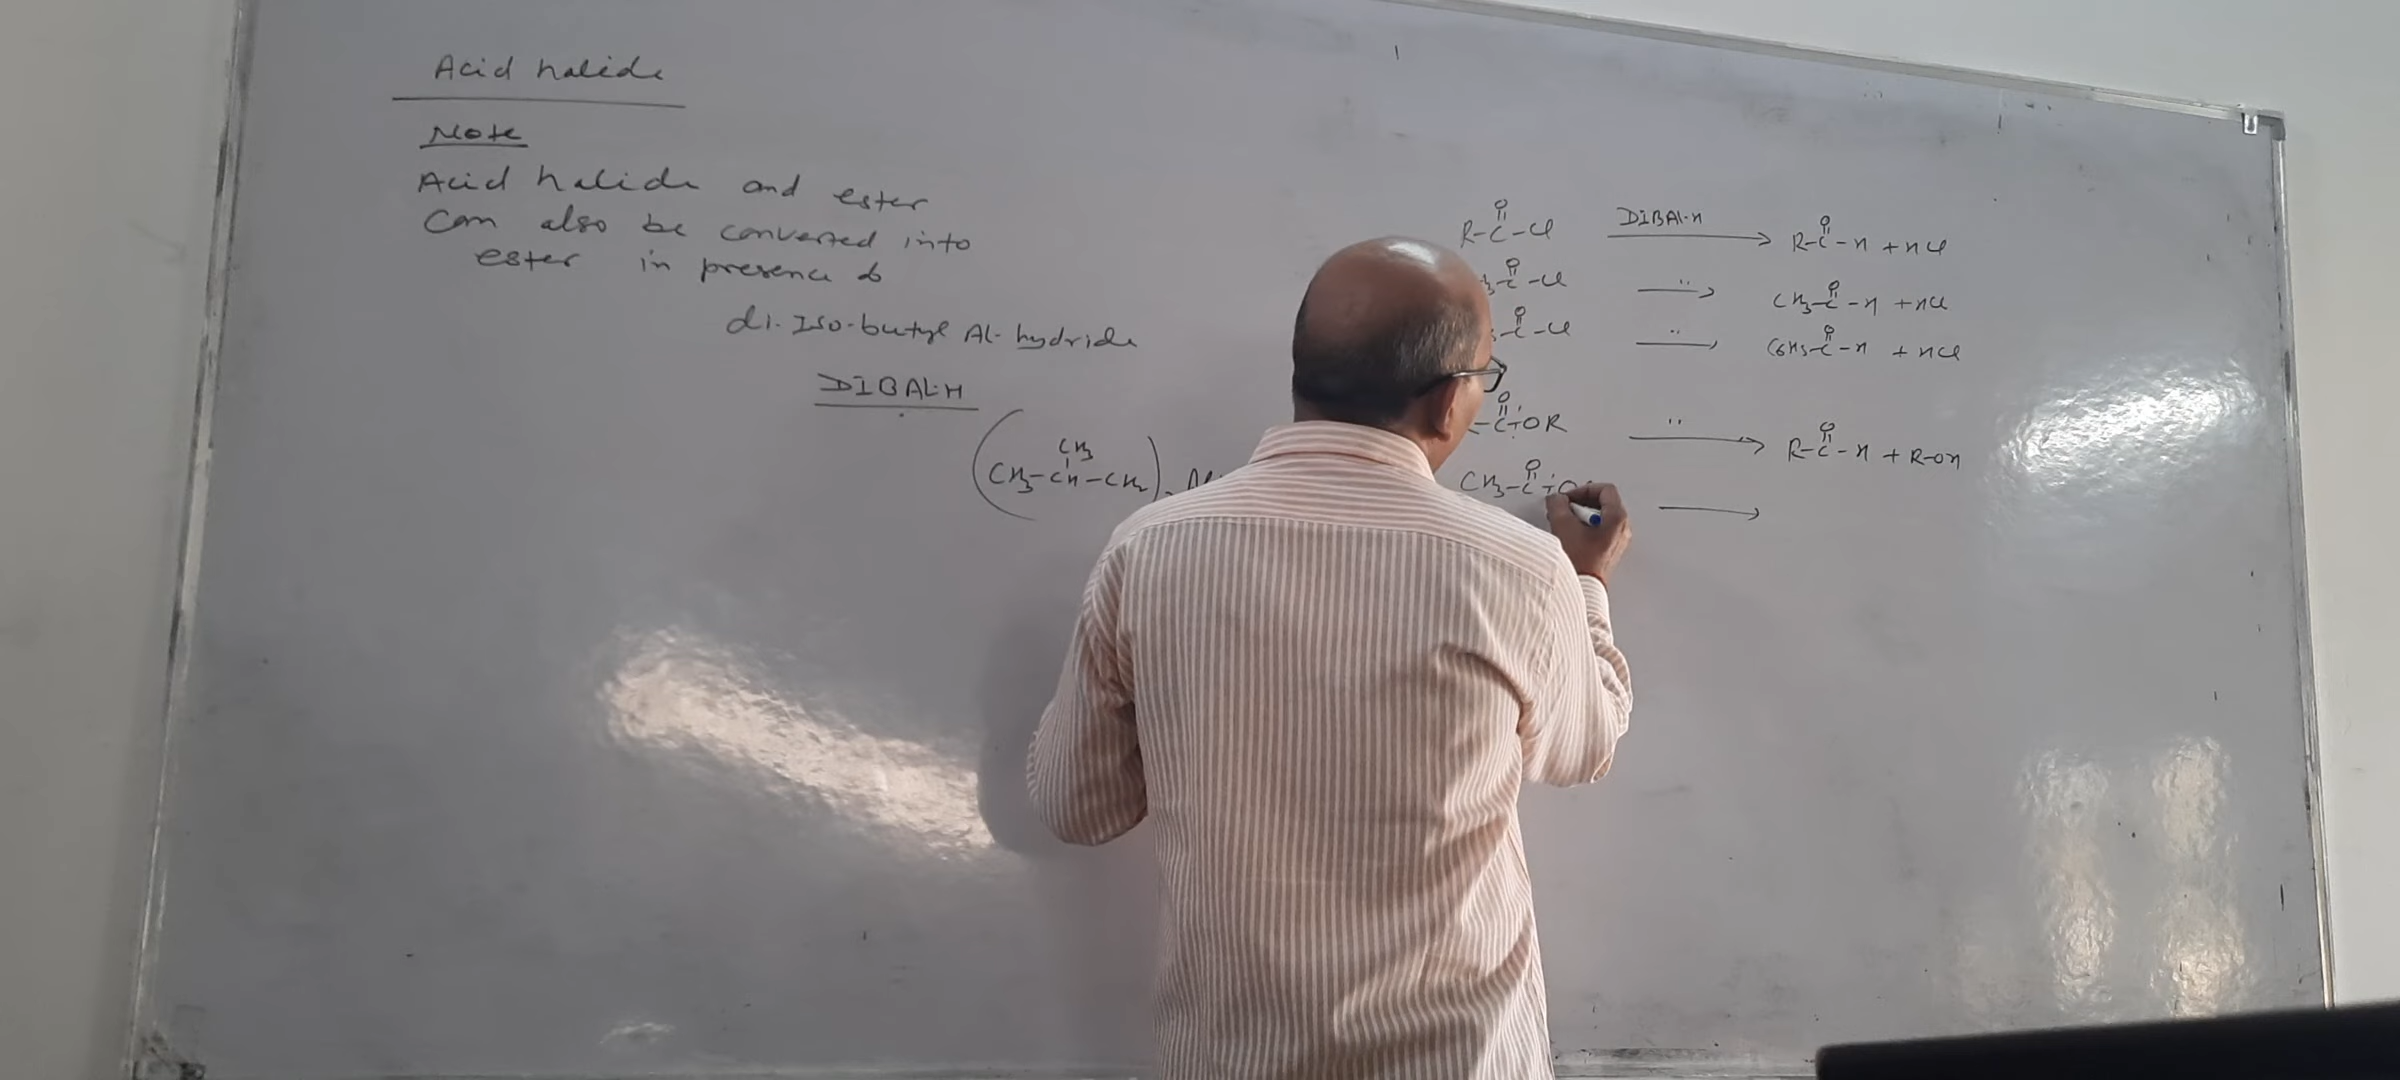 Acid halide
Note
Acid halide and ester
Can also be converted into
ester in presence of
di-Iso-butyl Al-hydride
DIBAL-H
CH3
(CH3-CH-CH2)2 Al
O
R-C-Cl DIBAl-H → R-C-H + HCl
3-C-Cl '' → CH3-C-H + HCl
-C-Cl '' → C6H5-C-H + HCl
-C-OR '' → R-C-H + R-OH
CH3-C-O →